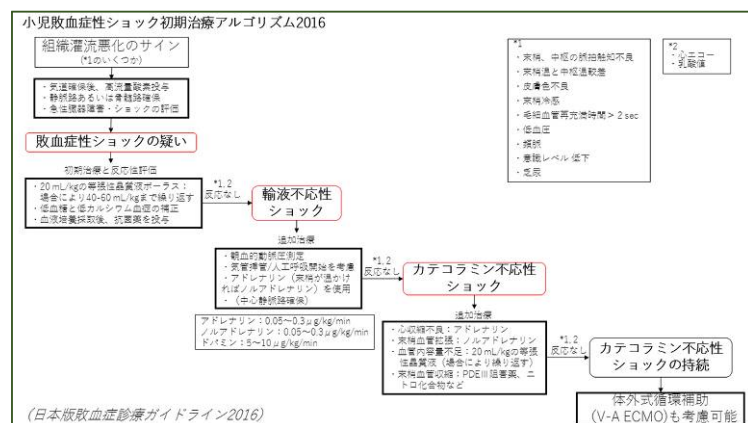 小児敗血症性ショック初期治療アルゴリズム2016
組織灌流悪化のサイン
(*1のいくつか)
・気道確保後、高流量酸素投与
・静脈路あるいは骨髄路確保
・急性臓器障害・ショックの評価
敗血症性ショックの疑い
初期治療と反応性評価
・20 mL/kgの等張性晶質液ボーラス：
場合により40-60 mL/kgまで繰り返す
・低血糖と低カルシウム血症の補正
・血液培養採取後、抗菌薬を投与
*1,2
反応なし
輸液不応性
ショック
追加治療
・観血的動脈圧測定
・気管挿管/人工呼吸開始を考慮
・アドレナリン（末梢が温かけ
ればノルアドレナリン）を使用
・（中心静脈路確保）
アドレナリン：0.05～0.3μg/kg/min
ノルアドレナリン：0.05～0.3μg/kg/min
ドパミン：5～10μg/kg/min
*1,2
反応なし
カテコラミン不応性
ショック
追加治療
・心収縮不良：アドレナリン
・末梢血管拡張：ノルアドレナリン
・血管内容量不足：20 mL/kgの等張
性晶質液（場合により繰り返す）
・末梢血管収縮：PDEⅢ阻害薬、ニ
トロ化合物など
*1,2
反応なし
カテコラミン不応性
ショックの持続
体外式循環補助
(V-A ECMO)も考慮可能
*1
・末梢、中枢の脈拍触知不良
・末梢温と中枢温較差
・皮膚色不良
・末梢冷感
・毛細血管再充満時間 > 2 sec
・低血圧
・頻脈
・意識レベル低下
・乏尿
*2
・心エコー
・乳酸値
(日本版敗血症診療ガイドライン2016)